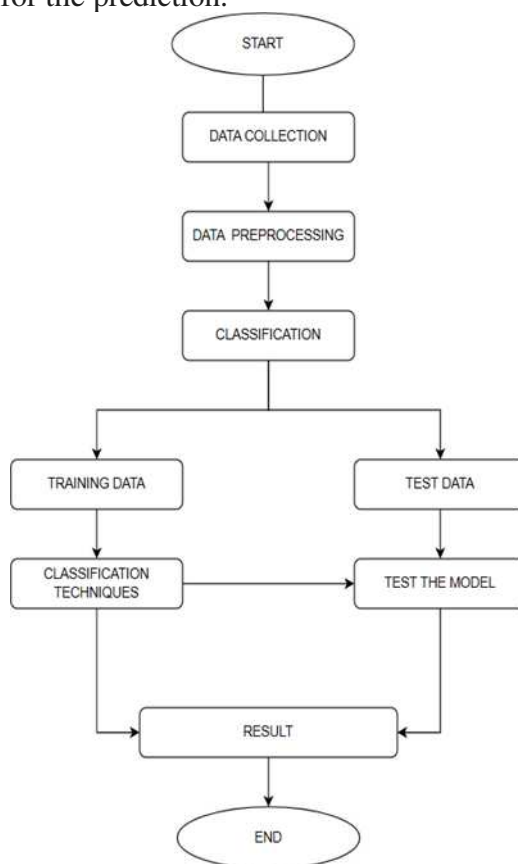 for the prediction.
START
DATA COLLECTION
DATA PREPROCESSING
CLASSIFICATION
TRAINING DATA
TEST DATA
CLASSIFICATION
TECHNIQUES
TEST THE MODEL
RESULT
END